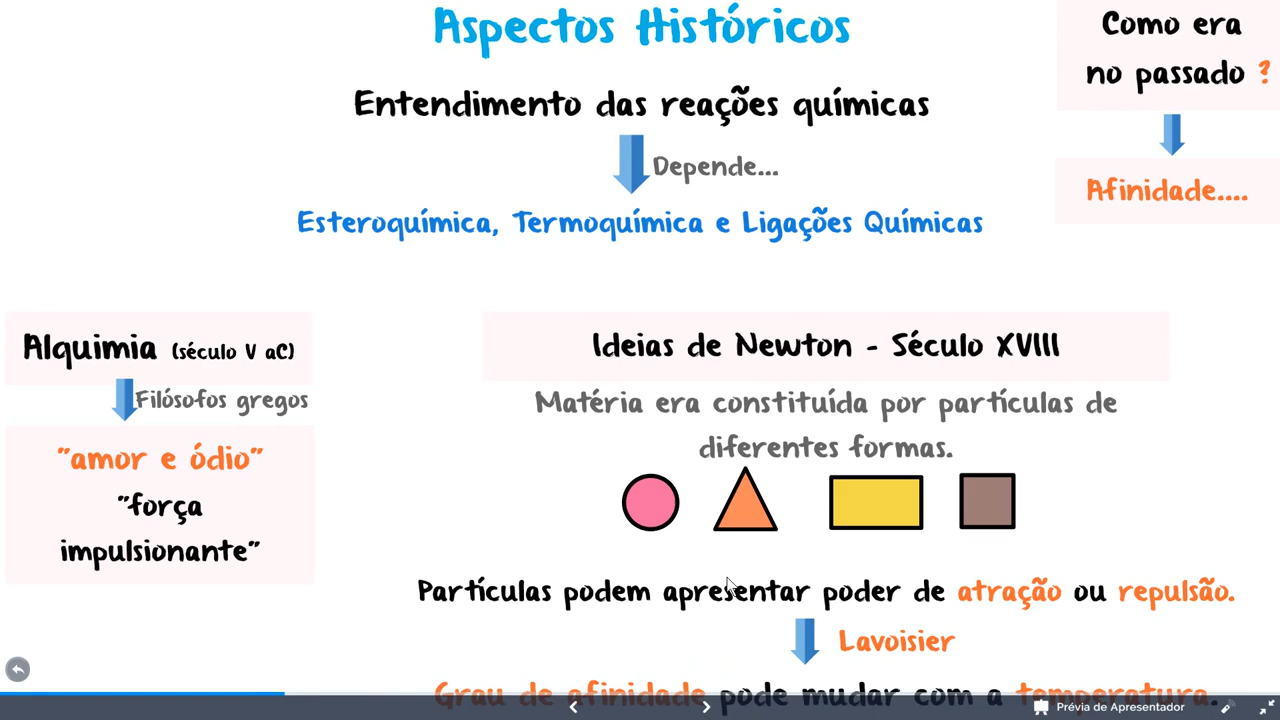 Aspectos Históricos
Como era
no passado ?
Entendimento das reações químicas
Depende...
Afinidade....
Esteroquímica, Termoquímica e Ligações Químicas
Alquimia (século V aC)
Filósofos gregos
"amor e ódio"
"força
impulsionante"
Ideias de Newton - Século XVIII
Matéria era constituída por partículas de
diferentes formas.
Partículas podem apresentar poder de atração ou repulsão.
Lavoisier
Grau de afinidade pode mudar com a temperatura.
Prévia de Apresentador